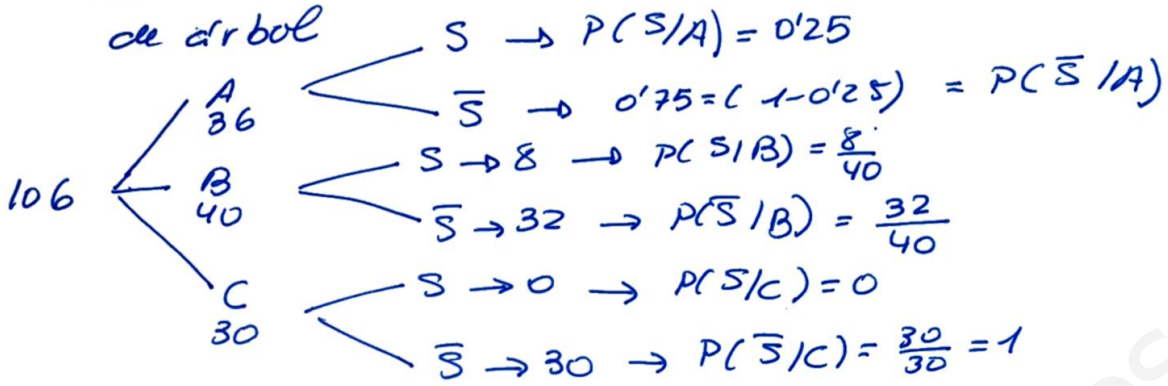 de árbol
S → P(S/A) = 0'25
A
36
S̅ → 0'75 = (1-0'25) = P(S̅/A)
S → 8 → P(S/B) = 8/40
106
B
40
S̅ → 32 → P(S̅/B) = 32/40
S → 0 → P(S/C) = 0
C
30
S̅ → 30 → P(S̅/C) = 30/30 = 1